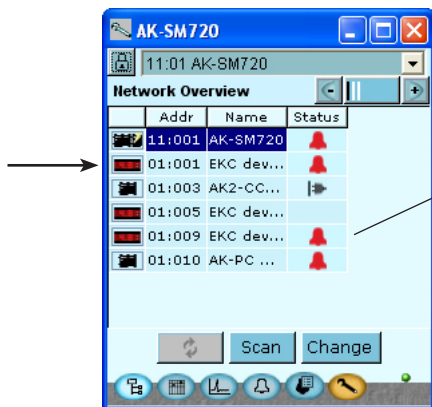 AK-SM720
11:01 AK-SM720
Network Overview
Addr Name Status
11:001 AK-SM720
01:001 EKC dev...
01:003 AK2-CC...
01:005 EKC dev...
01:009 EKC dev...
01:010 AK-PC ...
Scan Change